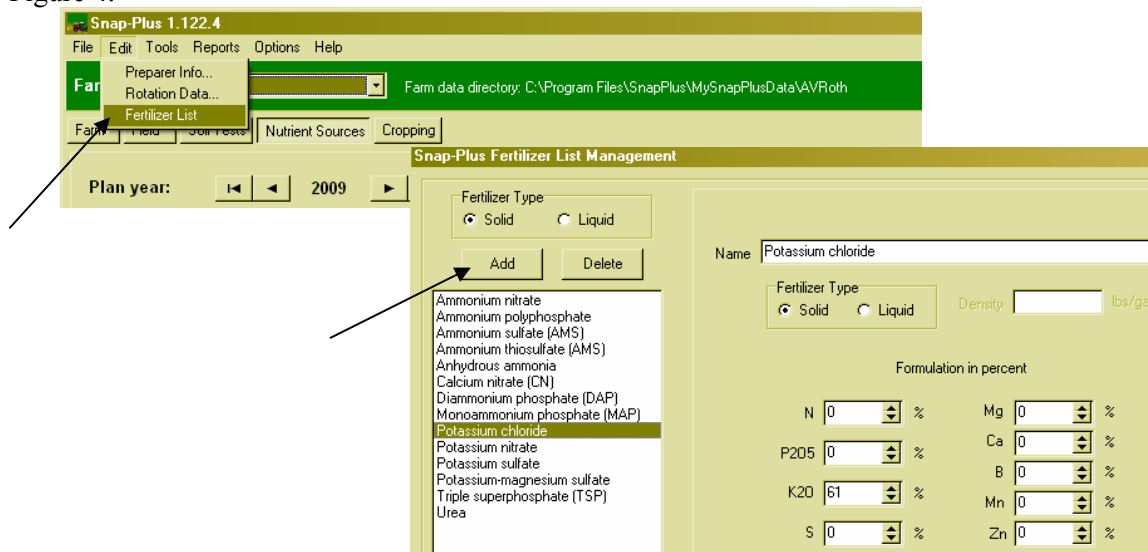 Snap-Plus 1.122.4
File Edit Tools Reports Options Help
Preparer Info...
Rotation Data...
Fertilizer List
Farm data directory: C:\Program Files\SnapPlus\MySnapPlusData\AVRoth
Nutrient Sources Cropping
Plan year: 2009
Snap-Plus Fertilizer List Management
Fertilizer Type
Solid Liquid
Add Delete
Ammonium nitrate
Ammonium polyphosphate
Ammonium sulfate (AMS)
Ammonium thiosulfate (AMS)
Anhydrous ammonia
Calcium nitrate (CN)
Diammonium phosphate (DAP)
Monoammonium phosphate (MAP)
Potassium chloride
Potassium nitrate
Potassium sulfate
Potassium-magnesium sulfate
Triple superphosphate (TSP)
Urea
Name Potassium chloride
Fertilizer Type
Solid Liquid
Density lbs/ga
Formulation in percent
N 0 % Mg 0 %
P2O5 0 % Ca 0 %
B 0 %
K2O 61 % Mn 0 %
S 0 % Zn 0 %